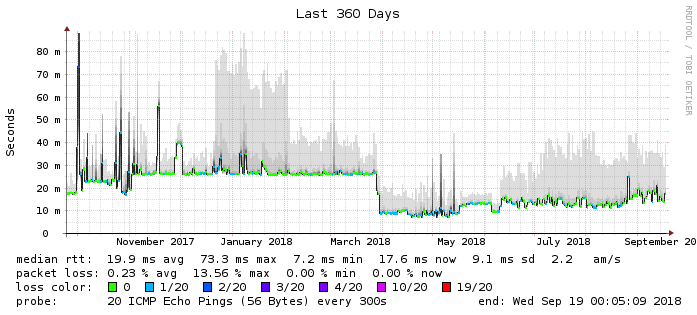 Last 360 Days
RRDTOOL / TOBI OETIKER
Seconds
80 m
70 m
60 m
50 m
40 m
30 m
20 m
10 m
0
November 2017 January 2018 March 2018 May 2018 July 2018 September 20
median rtt: 19.9 ms avg 73.3 ms max 7.2 ms min 17.6 ms now 9.1 ms sd 2.2 am/s
packet loss: 0.23 % avg 13.56 % max 0.00 % min 0.00 % now
loss color: 0 1/20 2/20 3/20 4/20 10/20 19/20
probe: 20 ICMP Echo Pings (56 Bytes) every 300s end: Wed Sep 19 00:05:09 2018